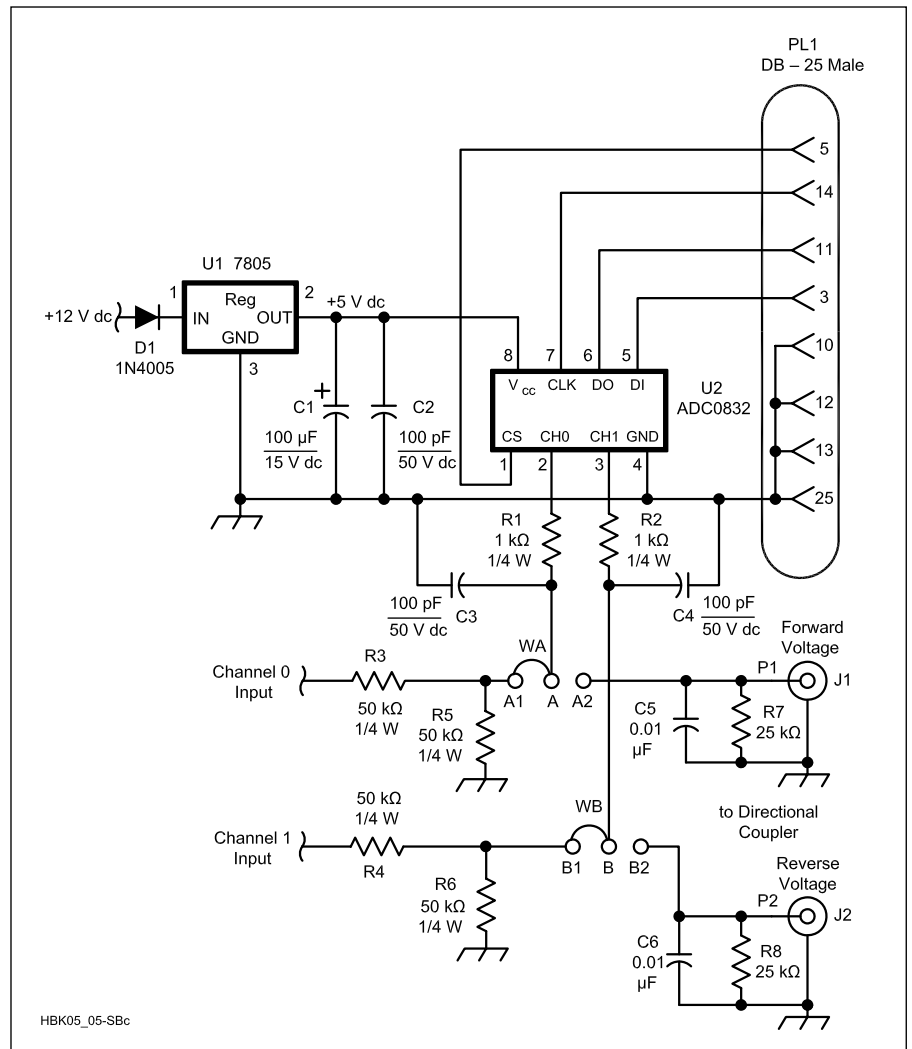 PL1
DB – 25 Male
5
14
11
3
10
12
13
25
U1 7805
1
Reg
2
IN
OUT
GND
3
+12 V dc
D1
1N4005
+5 V dc
C1
+
100 µF
15 V dc
C2
100 pF
50 V dc
8
7
6
5
VCC
CLK
DO
DI
CS
CH0
CH1
GND
1
2
3
4
U2
ADC0832
R1
1 kΩ
1/4 W
R2
1 kΩ
1/4 W
100 pF
50 V dc
C3
C4
100 pF
50 V dc
Channel 0
Input
R3
50 kΩ
1/4 W
R5
50 kΩ
1/4 W
WA
A1
A
A2
Forward
Voltage
P1
J1
C5
0.01
µF
R7
25 kΩ
Channel 1
Input
50 kΩ
1/4 W
R4
R6
50 kΩ
1/4 W
WB
B1
B
B2
to Directional
Coupler
Reverse
Voltage
P2
J2
C6
0.01
µF
R8
25 kΩ
HBK05_05-SBc